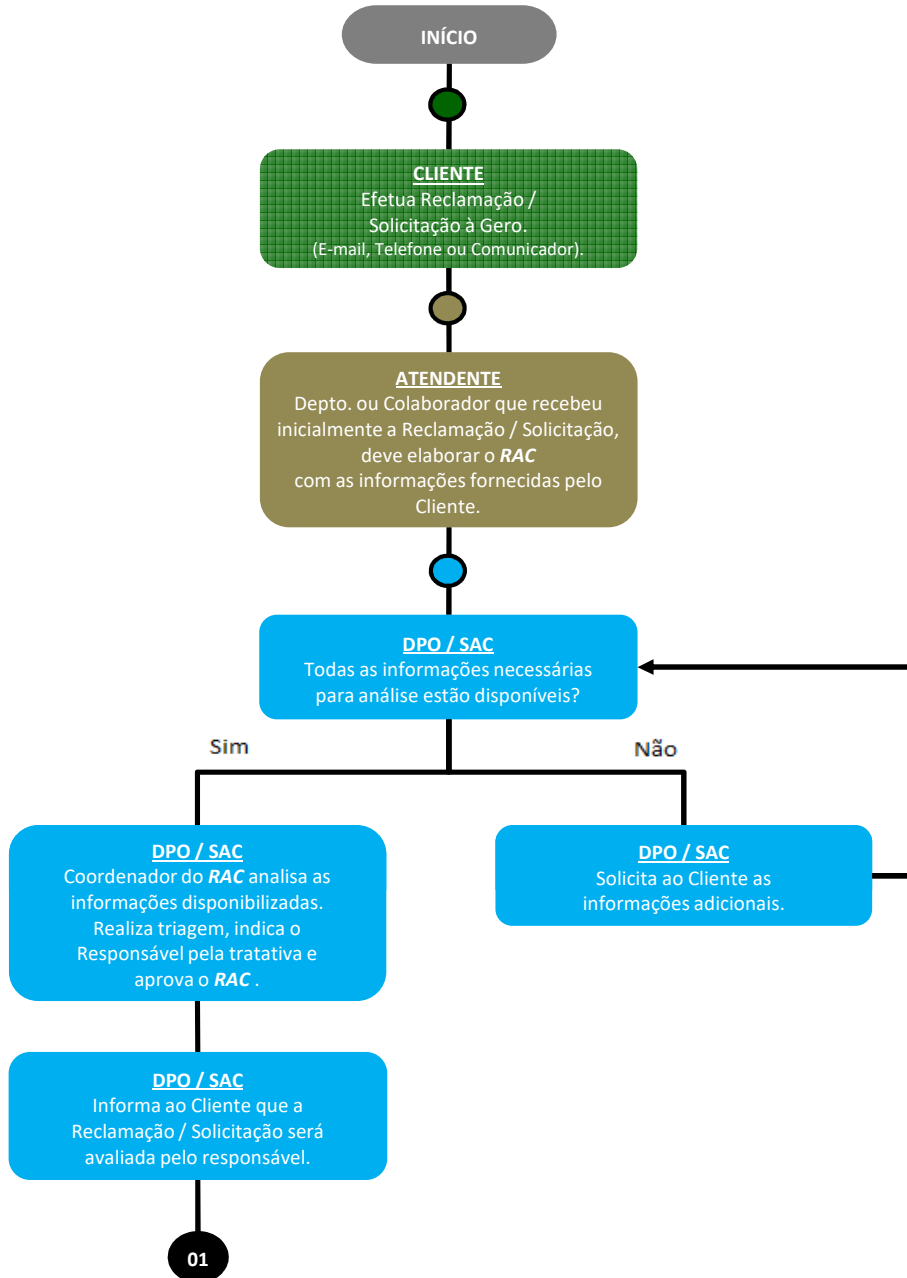 INÍCIO
CLIENTE
Efetua Reclamação /
Solicitação à Gero.
(E-mail, Telefone ou Comunicador).
ATENDENTE
Depto. ou Colaborador que recebeu
inicialmente a Reclamação / Solicitação,
deve elaborar o RAC
com as informações fornecidas pelo
Cliente.
DPO / SAC
Todas as informações necessárias
para análise estão disponíveis?
Sim
Não
DPO / SAC
Coordenador do RAC analisa as
informações disponibilizadas.
Realiza triagem, indica o
Responsável pela tratativa e
aprova o RAC .
DPO / SAC
Solicita ao Cliente as
informações adicionais.
DPO / SAC
Informa ao Cliente que a
Reclamação / Solicitação será
avaliada pelo responsável.
01